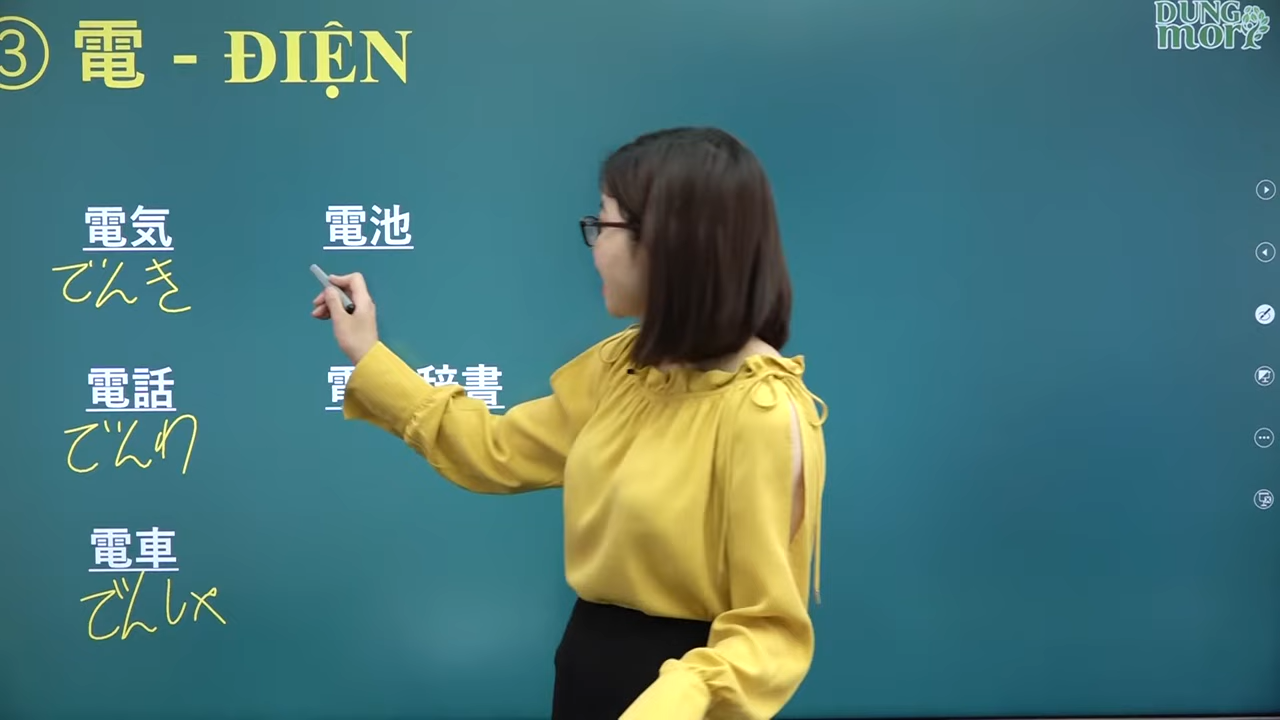 ③ 電 - ĐIỆN
DUNG
mori
電気
でんき
電池
電話
でんわ
電 辞書
電車
でんしゃ